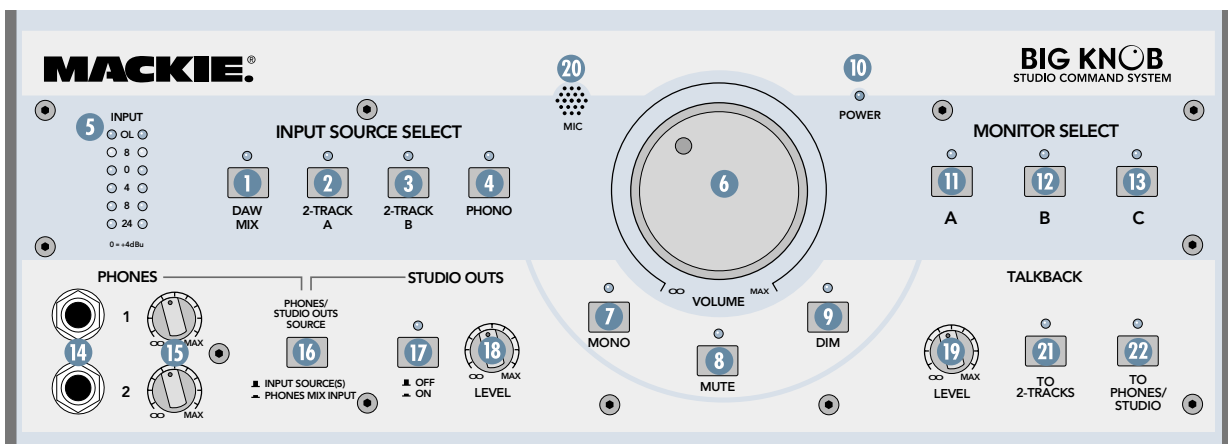 MACKIE.®
20
10
BIG KNOB
STUDIO COMMAND SYSTEM
MIC
POWER
5
INPUT
OL
8
0
4
8
24
0 = +4dBu
INPUT SOURCE SELECT
1
2
3
4
DAW
MIX
2-TRACK
A
2-TRACK
B
PHONO
6
∞
VOLUME
MAX
MONITOR SELECT
11
12
13
A
B
C
PHONES
1
2
14
15
∞
MAX
∞
MAX
PHONES/
STUDIO OUTS
SOURCE
16
INPUT SOURCE(S)
PHONES MIX INPUT
STUDIO OUTS
17
OFF
ON
18
∞
MAX
LEVEL
7
MONO
8
MUTE
9
DIM
TALKBACK
19
∞
MAX
LEVEL
21
TO
2-TRACKS
22
TO
PHONES/
STUDIO